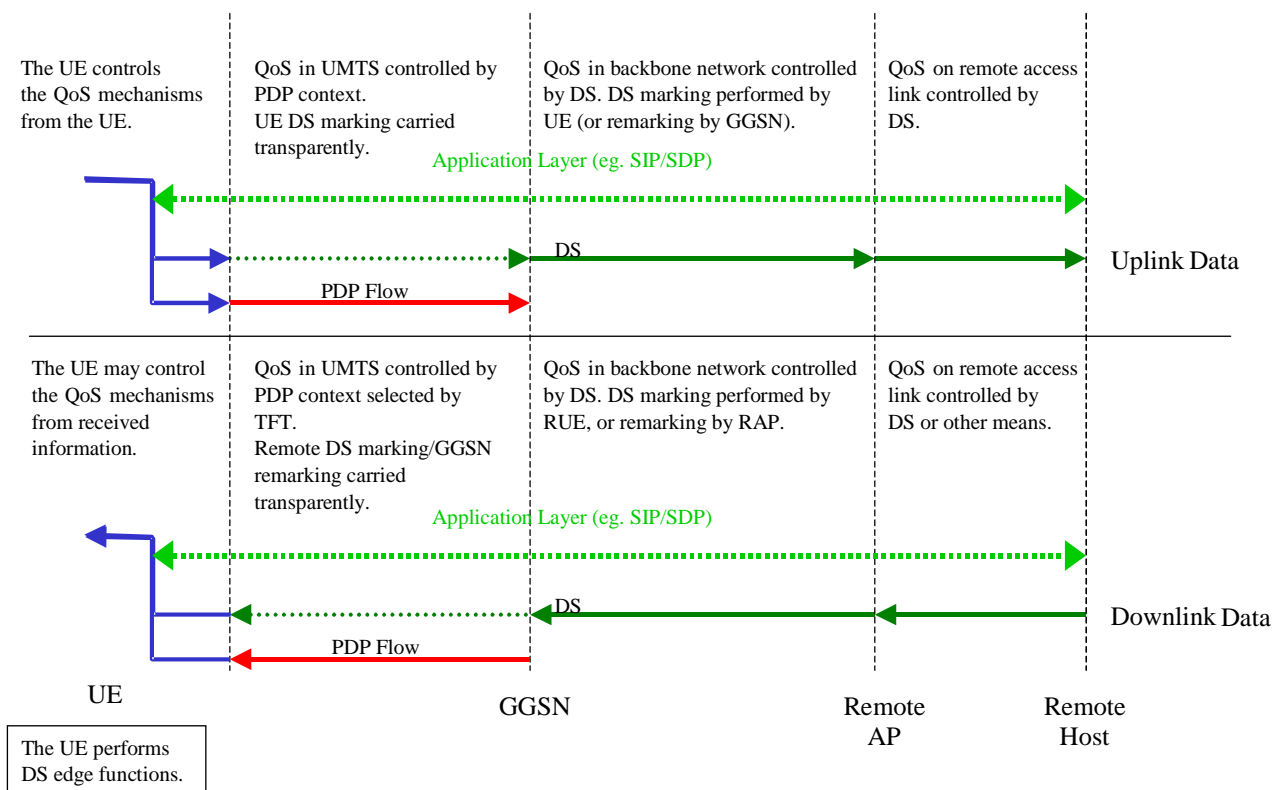 The UE controls
the QoS mechanisms
from the UE.
QoS in UMTS controlled by
PDP context.
UE DS marking carried
transparently.
QoS in backbone network controlled
by DS. DS marking performed by
UE (or remarking by GGSN).
QoS on remote access
link controlled by
DS.
Application Layer (eg. SIP/SDP)
DS
Uplink Data
PDP Flow
The UE may control
the QoS mechanisms
from received
information.
QoS in UMTS controlled by
PDP context selected by
TFT.
Remote DS marking/GGSN
remarking carried
transparently.
QoS in backbone network controlled
by DS. DS marking performed by
RUE, or remarking by RAP.
QoS on remote access
link controlled by
DS or other means.
Application Layer (eg. SIP/SDP)
DS
Downlink Data
PDP Flow
UE
GGSN
Remote
AP
Remote
Host
The UE performs
DS edge functions.